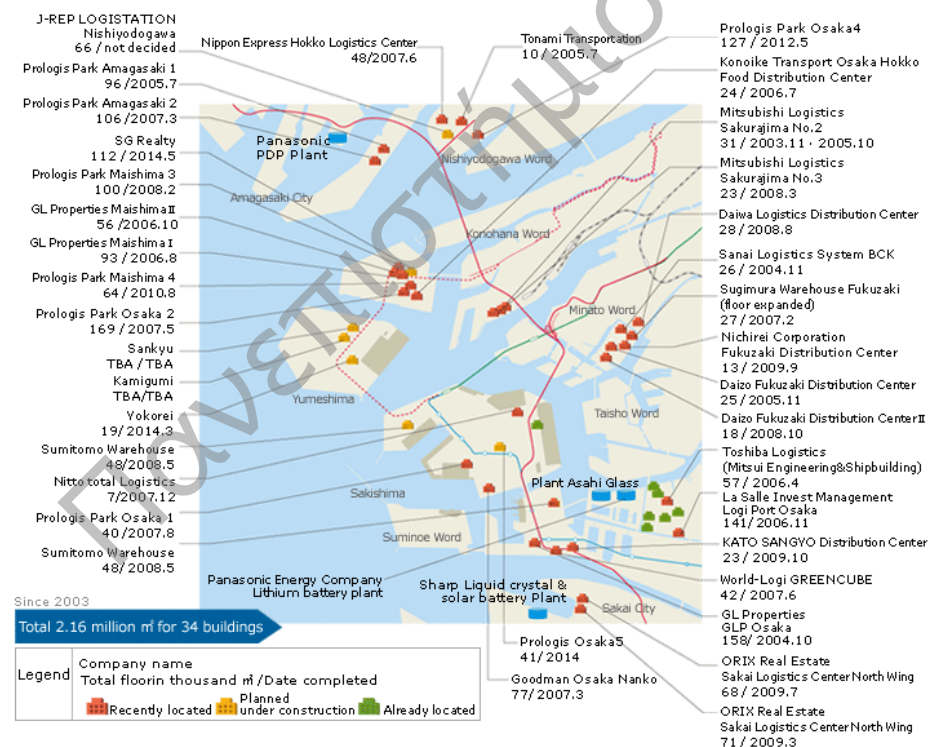 J-REP LOGISTATION
Nishiyodogawa
66 / not decided
Prologis Park Amagasaki 1
96/2005.7
Prologis Park Amagasaki 2
106/2007.3
SG Realty
112 / 2014.5
Prologis Park Maishima 3
100/2008.2
GL Properties Maishima Ⅱ
56 /2006.10
GL Properties Maishima Ⅰ
93 /2006.8
Prologis Park Maishima 4
64/ 2010.8
Prologis Park Osaka 2
169 /2007.5
Sankyu
TBA / TBA
Kamigumi
TBA/TBA
Yokorei
19/ 2014.3
Sumitomo Warehouse
48/2008.5
Nitto total Logistics
7/2007.12
Prologis Park Osaka 1
40/2007.8
Sumitomo Warehouse
48/ 2008.5
Nippon Express Hokko Logistics Center
48/2007.6
Tonami Transportation
10 / 2005.7
Prologis Park Osaka4
127 / 2012.5
Konoike Transport Osaka Hokko
Food Distribution Center
24 / 2006.7
Mitsubishi Logistics
Sakurajima No.2
31 / 2003.11・2005.10
Mitsubishi Logistics
Sakurajima No.3
23 / 2008.3
Daiwa Logistics Distribution Center
28 / 2008.8
Sanai Logistics System BCK
26 / 2004.11
Sugimura Warehouse Fukuzaki
(floor expanded)
27 / 2007.2
Nichirei Corporation
Fukuzaki Distribution Center
13 / 2009.9
Daizo Fukuzaki Distribution Center
25 / 2005.11
Daizo Fukuzaki Distribution Center Ⅱ
18 / 2008.10
Toshiba Logistics
(Mitsui Engineering&Shipbuilding)
57 / 2006.4
La Salle Invest Management
Logi Port Osaka
141/2006.11
KATO SANGYO Distribution Center
23 / 2009.10
World-Logi GREENCUBE
42 / 2007.6
GL Properties
GLP Osaka
158/ 2004.10
ORIX Real Estate
Sakai Logistics Center North Wing
68 / 2009.7
ORIX Real Estate
Sakai Logistics Center North Wing
71 / 2009.3
Panasonic
PDP Plant
Nishiyodogawa Word
Amagasaki City
Konohana Word
Minato Word
Yumeshima
Taisho Word
Plant Asahi Glass
Sakishima
Suminoe Word
Panasonic Energy Company
Lithium battery plant
Sharp Liquid crystal &
solar battery Plant
Sakai City
Prologis Osaka5
41/ 2014
Goodman Osaka Nanko
77/2007.3
Since 2003
Total 2.16 million ㎡ for 34 buildings
Legend
Company name
Total floorin thousand ㎡/Date completed
Recently located
Planned
under construction
Already located
Πανεπιστήμιο